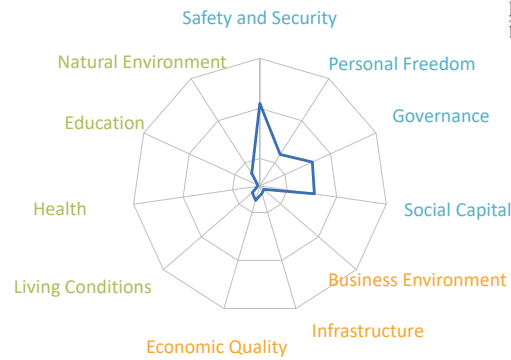 Safety and Security
Natural Environment
Personal Freedom
Education
Governance
Health
Social Capital
Living Conditions
Business Environment
Economic Quality
Infrastructure